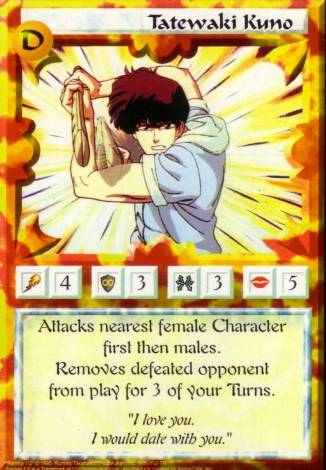 Tatewaki Kuno
D
4 3 3 5
Attacks nearest female Character
first then males.
Removes defeated opponent
from play for 3 of your Turns.
"I love you.
I would date with you."